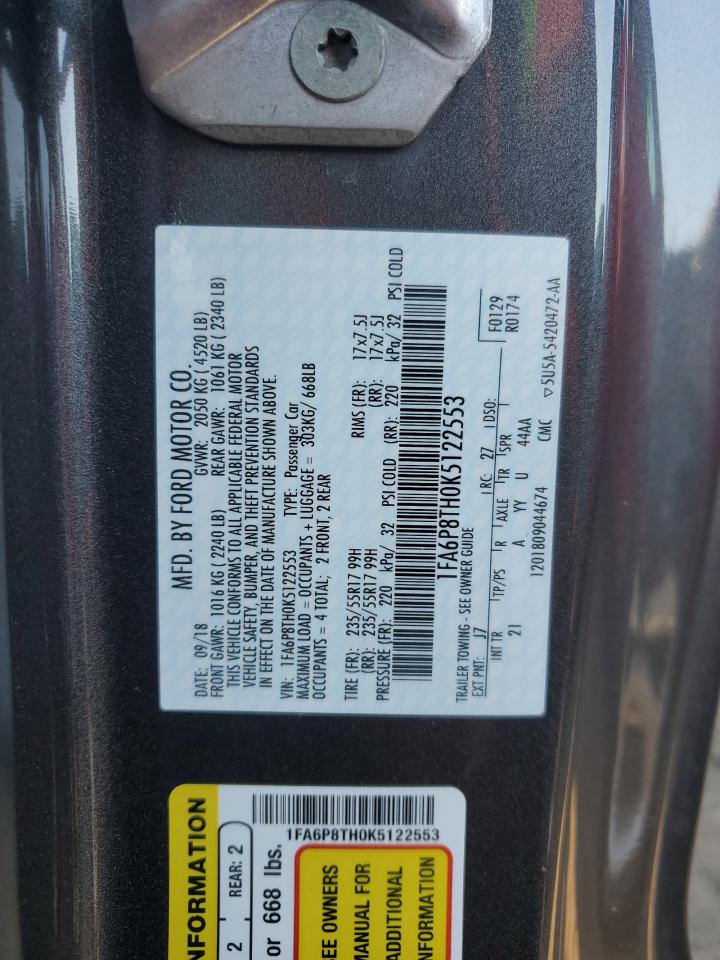 MFD. BY FORD MOTOR CO.
DATE: 09/18 GVWR: 2050 KG ( 4520 LB)
FRONT GAWR: 1016 KG ( 2240 LB) REAR GAWR: 1061 KG ( 2340 LB)
THIS VEHICLE CONFORMS TO ALL APPLICABLE FEDERAL MOTOR
VEHICLE SAFETY, BUMPER, AND THEFT PREVENTION STANDARDS
IN EFFECT ON THE DATE OF MANUFACTURE SHOWN ABOVE.
VIN: 1FA6P8TH0K5122553 TYPE: Passenger Car
MAXIMUM LOAD = OCCUPANTS + LUGGAGE = 303KG/ 668LB
OCCUPANTS = 4 TOTAL; 2 FRONT, 2 REAR
TIRE (FR): 235/55R17 99H RIMS (FR): 17x7.5J
(RR): 235/55R17 99H (RR): 17x7.5J
PRESSURE (FR): 220 kPa/ 32 PSI COLD (RR): 220 kPa/ 32 PSI COLD
1FA6P8TH0K5122553
TRAILER TOWING - SEE OWNER GUIDE
EXT PNT: J7 RC: 27 DSO: F0129
INT TR TP/PS R AXLE TR SPR R0174
21 A YY U 44AA
1201809044674 CMC ▽5U5A-5420472-AA
NFORMATION
2 REAR: 2
or 668 lbs.
1FA6P8TH0K5122553
SEE OWNERS
MANUAL FOR
ADDITIONAL
INFORMATION